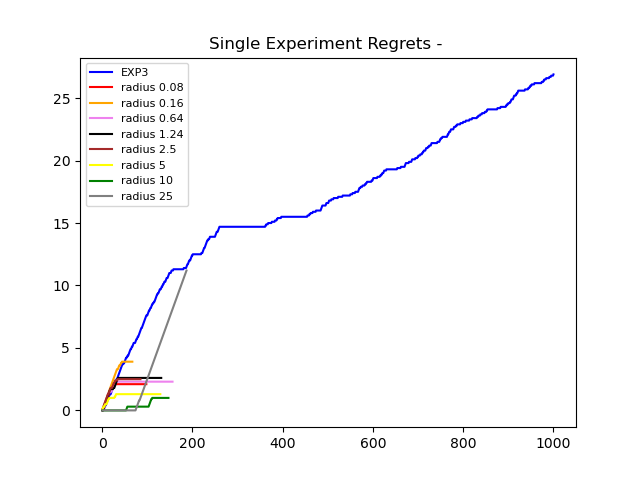 Single Experiment Regrets -
EXP3
radius 0.08
radius 0.16
radius 0.64
radius 1.24
radius 2.5
radius 5
radius 10
radius 25
25
20
15
10
5
0
0 200 400 600 800 1000